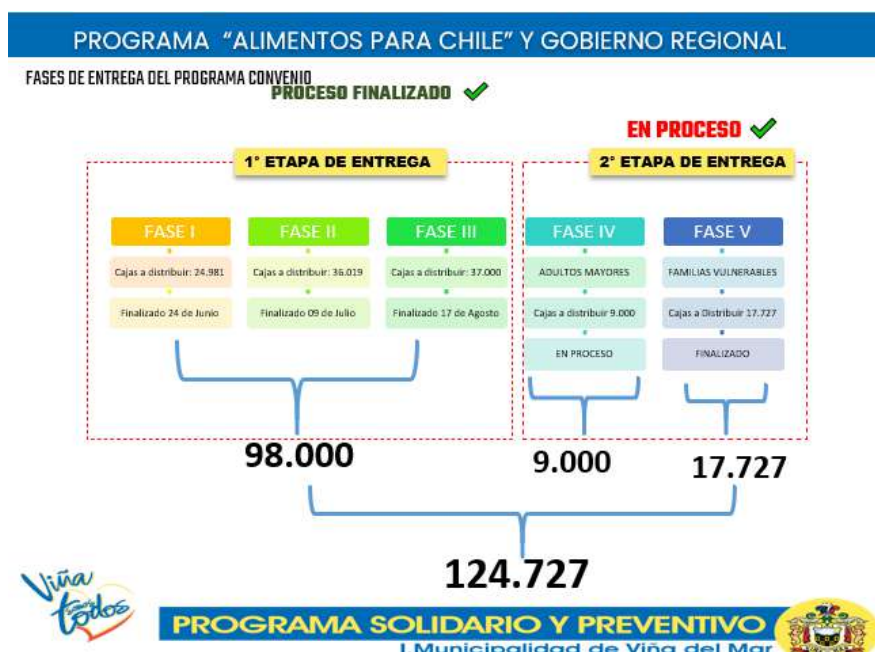 PROGRAMA “ALIMENTOS PARA CHILE” Y GOBIERNO REGIONAL
FASES DE ENTREGA DEL PROGRAMA CONVENIO
PROCESO FINALIZADO
EN PROCESO
1° ETAPA DE ENTREGA
2° ETAPA DE ENTREGA
FASE I
Cajas a distribuir: 24.981
Finalizado 24 de Junio
FASE II
Cajas a distribuir: 36.019
Finalizado 09 de Julio
FASE III
Cajas a distribuir: 37.000
Finalizado 17 de Agosto
FASE IV
ADULTOS MAYORES
Cajas a distribuir 9.000
EN PROCESO
FASE V
FAMILIAS VULNERABLES
Cajas a Distribuir 17.727
FINALIZADO
98.000
9.000
17.727
124.727
Viña
somos
todos
PROGRAMA SOLIDARIO Y PREVENTIVO
I Municipalidad de Viña del Mar